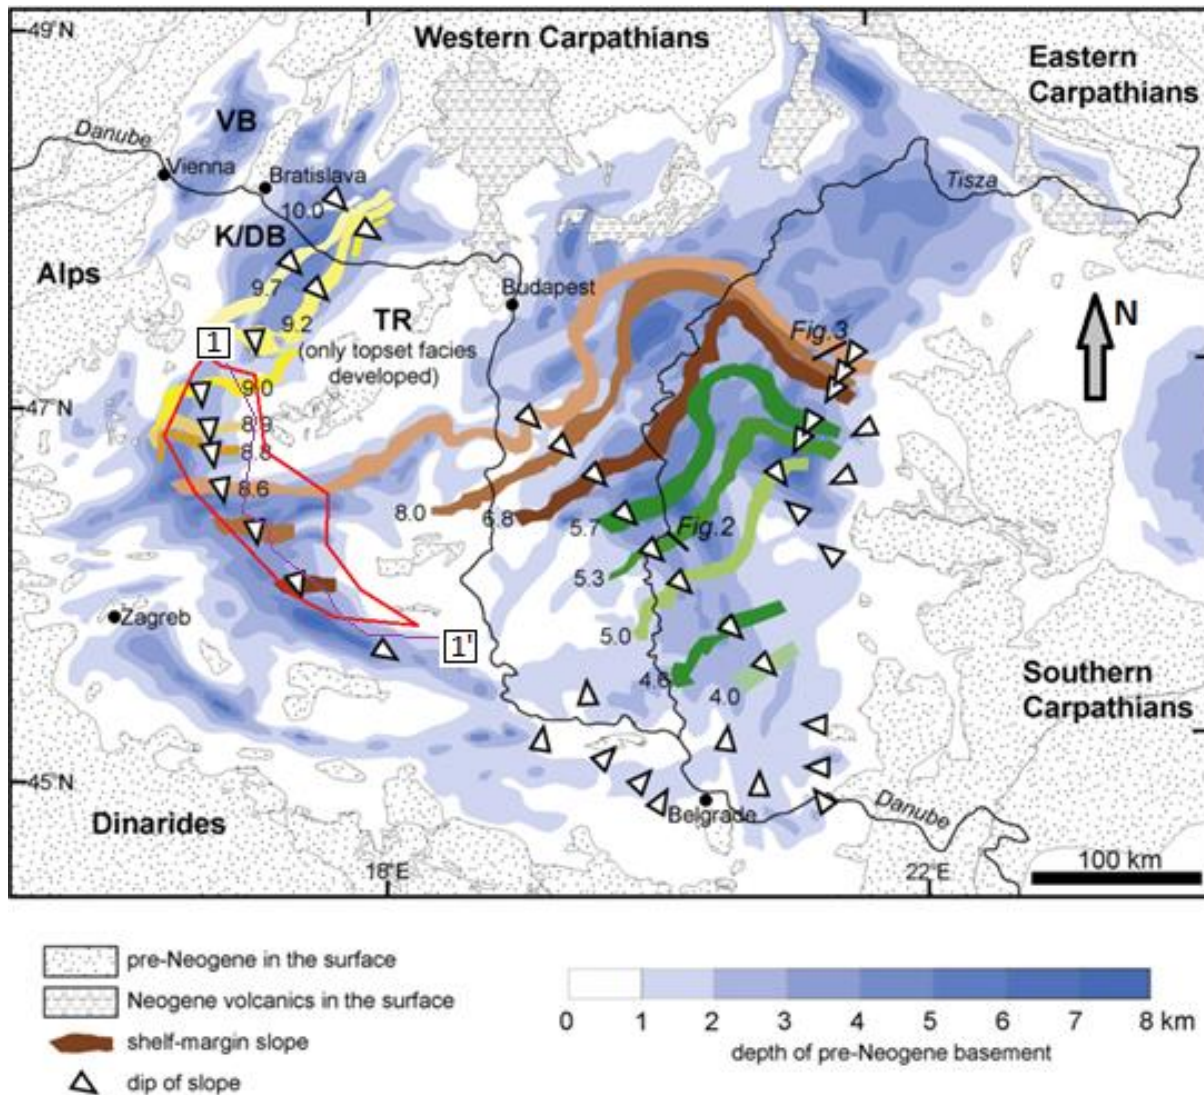 49°N
Western Carpathians
Eastern
Carpathians
VB
Danube
Vienna
Bratislava
Tisza
10.0
K/DB
Alps
9.7
Budapest
9.2
TR
(only topset facies
developed)
N
Fig.3
1
47°N
9.0
8.9
8.8
8.6
8.0
6.8
5.7
Fig.2
5.3
Zagreb
5.0
1'
4.6
4.0
Southern
Carpathians
45°N
Belgrade
Danube
Dinarides
18°E
22°E
100 km
pre-Neogene in the surface
Neogene volcanics in the surface
shelf-margin slope
dip of slope
0 1 2 3 4 5 6 7 8 km
depth of pre-Neogene basement